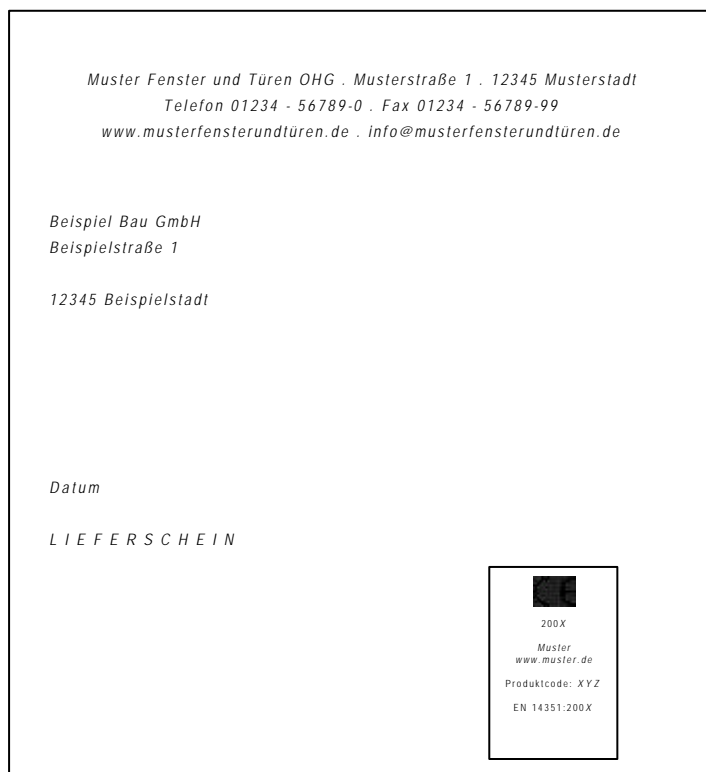 Muster Fenster und Türen OHG . Musterstraße 1 . 12345 Musterstadt
Telefon 01234 - 56789-0 . Fax 01234 - 56789-99
www.musterfensterundtüren.de . info@musterfensterundtüren.de
Beispiel Bau GmbH
Beispielstraße 1
12345 Beispielstadt
Datum
LIEFERSCHEIN
CE
200X
Muster
www.muster.de
Produktcode: XYZ
EN 14351:200X